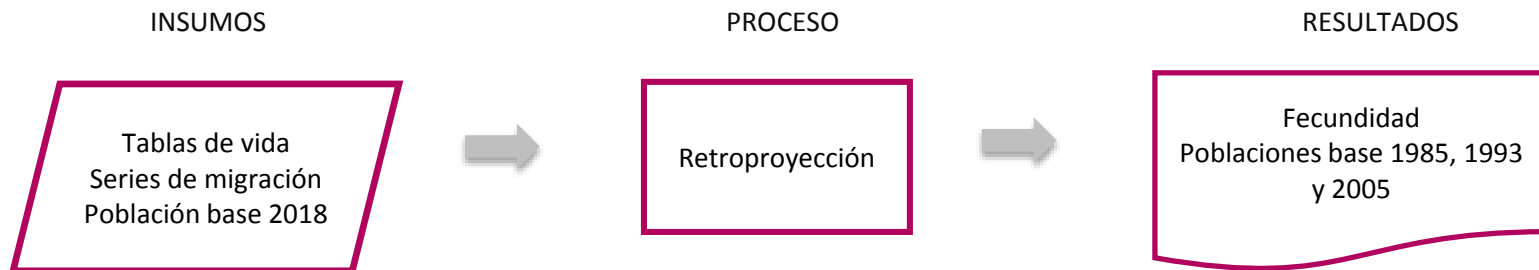 INSUMOS
PROCESO
RESULTADOS
Tablas de vida
Series de migración
Población base 2018
Retroproyección
Fecundidad
Poblaciones base 1985, 1993
y 2005